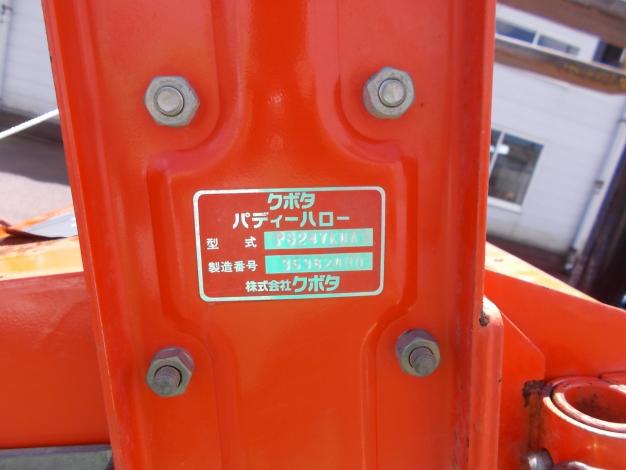 クボタ
パディーハロー
型式
製造番号
株式会社クボタ